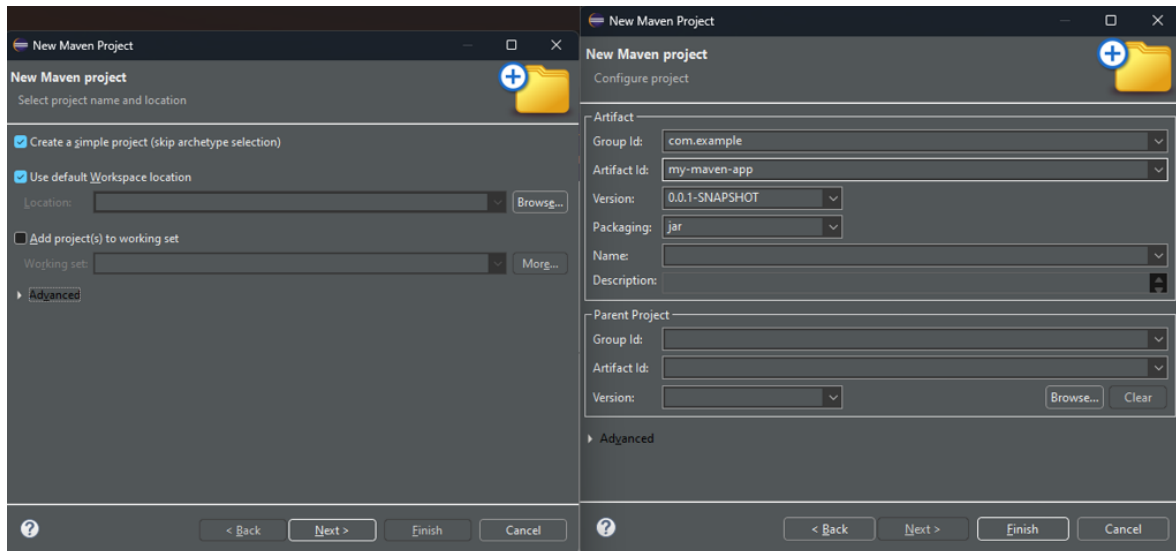 New Maven Project
New Maven project
Select project name and location
Create a simple project (skip archetype selection)
Use default Workspace location
Location:
Browse...
Add project(s) to working set
Working set:
More...
Advanced
< Back
Next >
Finish
Cancel
New Maven Project
New Maven project
Configure project
Artifact
Group Id: com.example
Artifact Id: my-maven-app
Version: 0.0.1-SNAPSHOT
Packaging: jar
Name:
Description:
Parent Project
Group Id:
Artifact Id:
Version:
Browse...
Clear
Advanced
< Back
Next >
Finish
Cancel